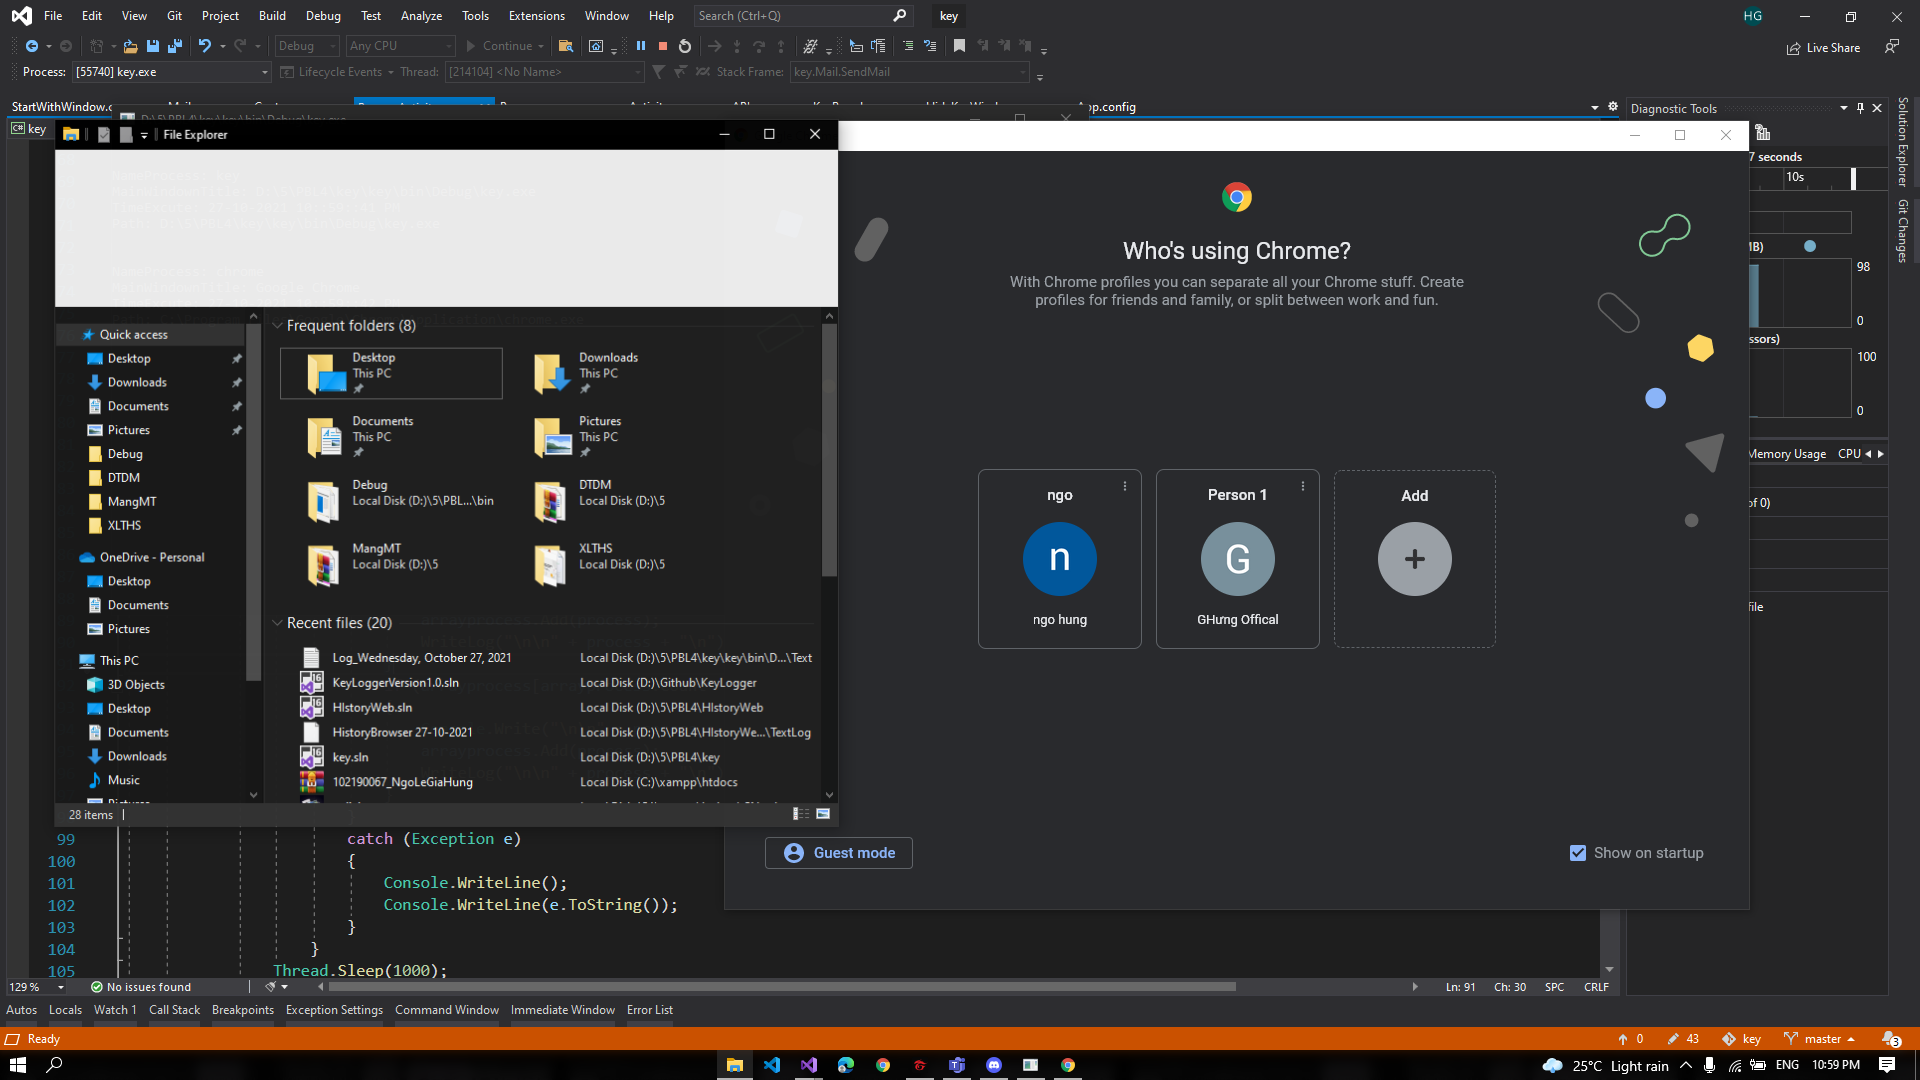 File Edit View Git Project Build Debug Test Analyze Tools Extensions Window Help Search (Ctrl+Q) key HG
Debug Any CPU Continue Live Share
Process: [55740] key.exe Lifecycle Events Thread: [214104] <No Name> Stack Frame: key.Mail.SendMail
StartWithWindow.c App.config Diagnostic Tools
key
File Explorer
7 seconds
10s
MB)
98
0
ssors)
100
0
Memory Usage CPU
of 0)
file
Solution Explorer
Git Changes
Quick access
Desktop
Downloads
Documents
Pictures
Debug
DTDM
MangMT
XLTHS
OneDrive - Personal
Desktop
Documents
Pictures
This PC
3D Objects
Desktop
Documents
Downloads
Music
Pictures
Frequent folders (8)
Desktop
This PC
Downloads
This PC
Documents
This PC
Pictures
This PC
Debug
Local Disk (D:)\5\PBL...\bin
DTDM
Local Disk (D:)\5
MangMT
Local Disk (D:)\5
XLTHS
Local Disk (D:)\5
Recent files (20)
Log_Wednesday, October 27, 2021 Local Disk (D:)\5\PBL4\key\key\bin\D...\Text
KeyLoggerVersion1.0.sln Local Disk (D:)\Github\KeyLogger
HIstoryWeb.sln Local Disk (D:)\5\PBL4\HIstoryWeb
HistoryBrowser 27-10-2021 Local Disk (D:)\5\PBL4\HIstoryWe...\TextLog
key.sln Local Disk (D:)\5\PBL4\key
102190067_NgoLeGiaHung Local Disk (C:)\xampp\htdocs
28 items
Who's using Chrome?
With Chrome profiles you can separate all your Chrome stuff. Create
profiles for friends and family, or split between work and fun.
ngo
n
ngo hung
Person 1
G
GHưng Offical
Add
Guest mode
Show on startup
99 catch (Exception e)
100 {
101 Console.WriteLine();
102 Console.WriteLine(e.ToString());
103 }
104 }
105 Thread.Sleep(1000);
129 % No issues found Ln: 91 Ch: 30 SPC CRLF
Autos Locals Watch 1 Call Stack Breakpoints Exception Settings Command Window Immediate Window Error List
Ready 0 43 key master 3
25°C Light rain ENG 10:59 PM